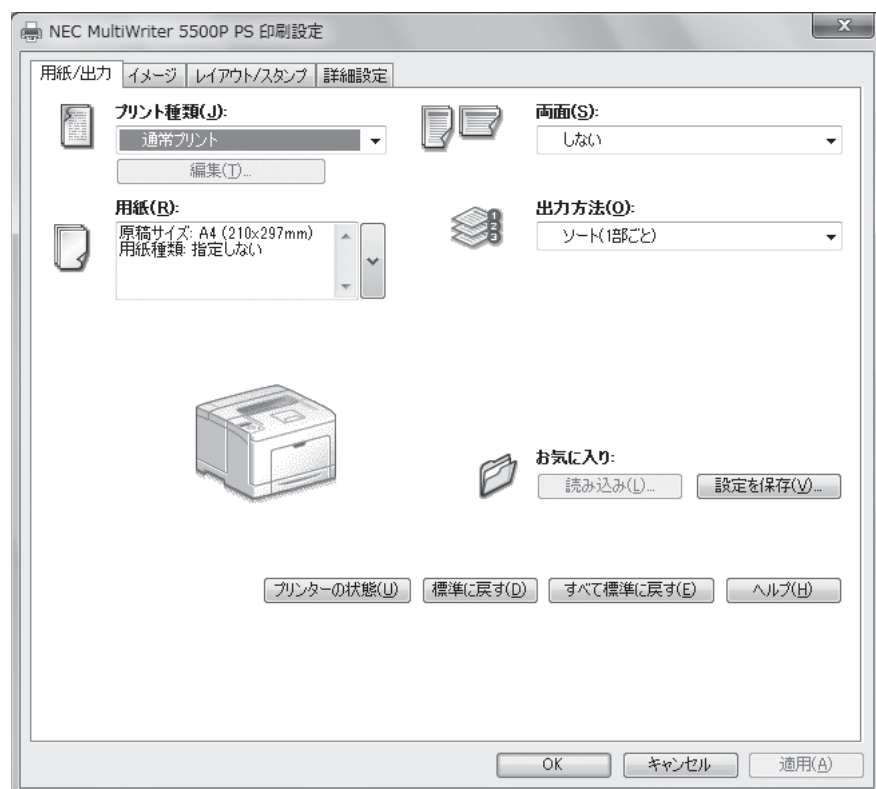 NEC MultiWriter 5500P PS 印刷設定
x
用紙/出力 イメージ レイアウト/スタンプ 詳細設定
プリント種類(J):
通常プリント
編集(T)...
用紙(R):
原稿サイズ: A4 (210x297mm)
用紙種類: 指定しない
両面(S):
しない
出力方法(O):
1
2
3
ソート(1部ごと)
お気に入り:
読み込み(L)... 設定を保存(V)...
プリンターの状態(U) 標準に戻す(D) すべて標準に戻す(E) ヘルプ(H)
OK キャンセル 適用(A)